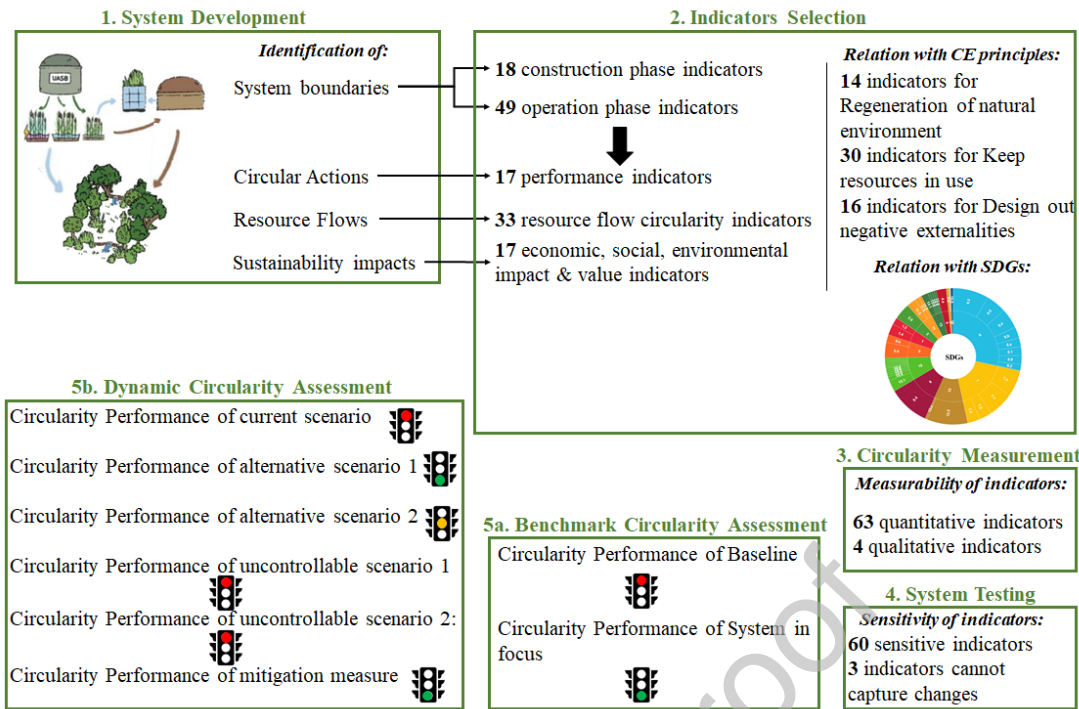 1. System Development
Identification of:
UASB
System boundaries
Circular Actions
Resource Flows
Sustainability impacts
2. Indicators Selection
18 construction phase indicators
49 operation phase indicators
17 performance indicators
33 resource flow circularity indicators
17 economic, social, environmental
impact & value indicators
Relation with CE principles:
14 indicators for
Regeneration of natural
environment
30 indicators for Keep
resources in use
16 indicators for Design out
negative externalities
Relation with SDGs:
SDGs
3. Circularity Measurement
Measurability of indicators:
63 quantitative indicators
4 qualitative indicators
4. System Testing
Sensitivity of indicators:
60 sensitive indicators
3 indicators cannot
capture changes
5a. Benchmark Circularity Assessment
Circularity Performance of Baseline
Circularity Performance of System in
focus
5b. Dynamic Circularity Assessment
Circularity Performance of current scenario
Circularity Performance of alternative scenario 1
Circularity Performance of alternative scenario 2
Circularity Performance of uncontrollable scenario 1
Circularity Performance of uncontrollable scenario 2:
Circularity Performance of mitigation measure
roof